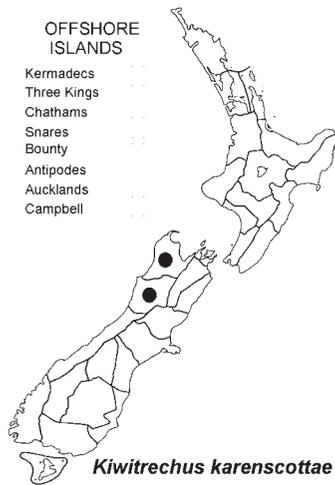 OFFSHORE
ISLANDS
Kermadecs
Three Kings
Chathams
Snares
Bounty
Antipodes
Aucklands
Campbell
Kiwitrechus karenscottae